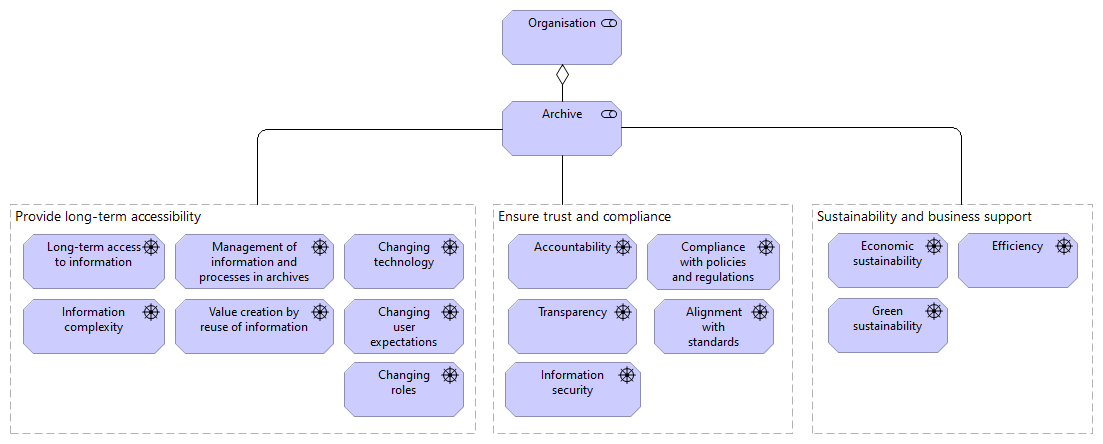 Organisation
Archive
Provide long-term accessibility
Long-term access
to information
Management of
information and
processes in archives
Changing
technology
Information
complexity
Value creation by
reuse of information
Changing
user
expectations
Changing
roles
Ensure trust and compliance
Accountability
Compliance
with policies
and regulations
Transparency
Alignment
with
standards
Information
security
Sustainability and business support
Economic
sustainability
Efficiency
Green
sustainability